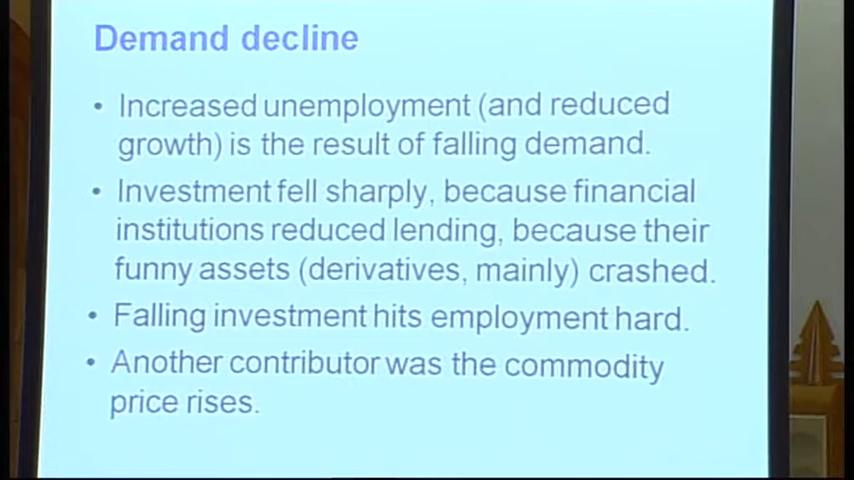 Demand decline
• Increased unemployment (and reduced
growth) is the result of falling demand.
• Investment fell sharply, because financial
institutions reduced lending, because their
funny assets (derivatives, mainly) crashed.
• Falling investment hits employment hard.
• Another contributor was the commodity
price rises.